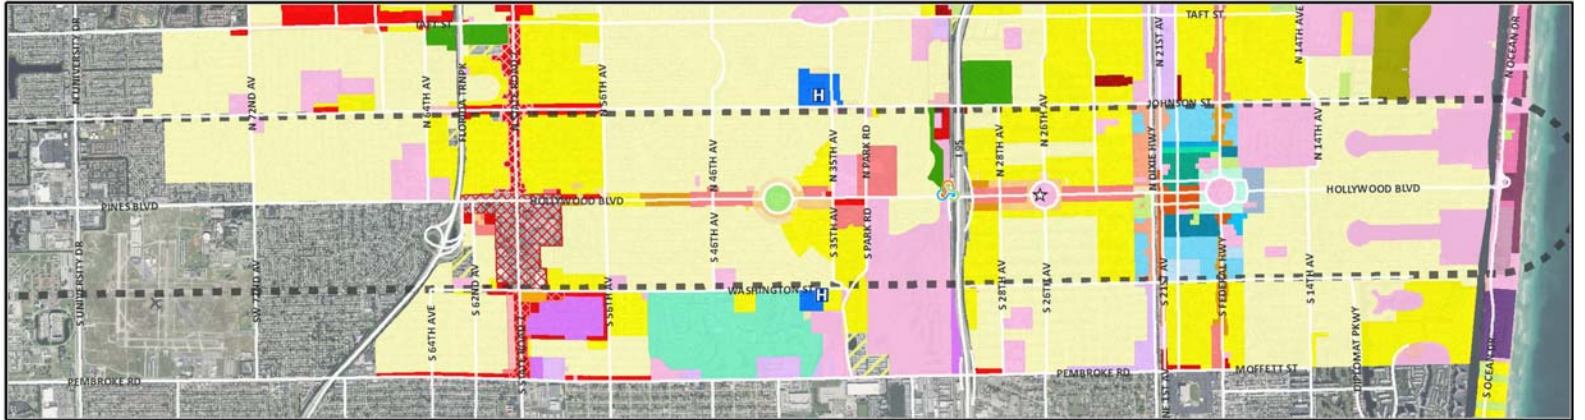 TAFT ST
TAFT ST
N UNIVERSITY DR
N 72ND AV
N 64TH AV
FLORIDA TRNPK
N STATE ROAD 7
N 56TH AV
N 46TH AV
N 35TH AV
N PARK RD
I 95
N 28TH AV
N 26TH AV
N DIXIE HWY
N 21ST AV
N 14TH AVE
N 14TH AV
N OCEAN DR
JOHNSON ST
H
PINES BLVD
HOLLYWOOD BLVD
HOLLYWOOD BLVD
S UNIVERSITY DR
SW 72ND AV
S 64TH AVE
S 62ND AV
S 56TH AV
S 46TH AV
S 35TH AV
S PARK RD
S 28TH AV
S 26TH AV
S 21ST AV
S FEDERAL HWY
S 14TH AV
WASHINGTON ST
H
DIPLOMAT PKWY
S OCEAN DR
PEMBROKE RD
PEMBROKE RD
MOFFETT ST